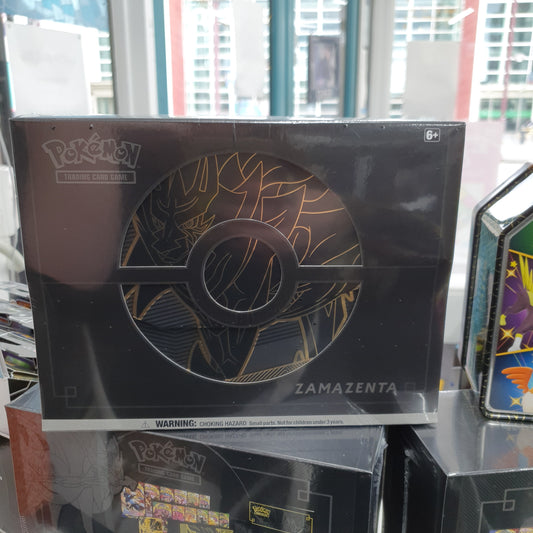 Pokémon
TRADING CARD GAME
6+
ZAMAZENTA
WARNING: CHOKING HAZARD Small parts. Not for children under 3 years.
Pokémon
TRADING CARD GAME